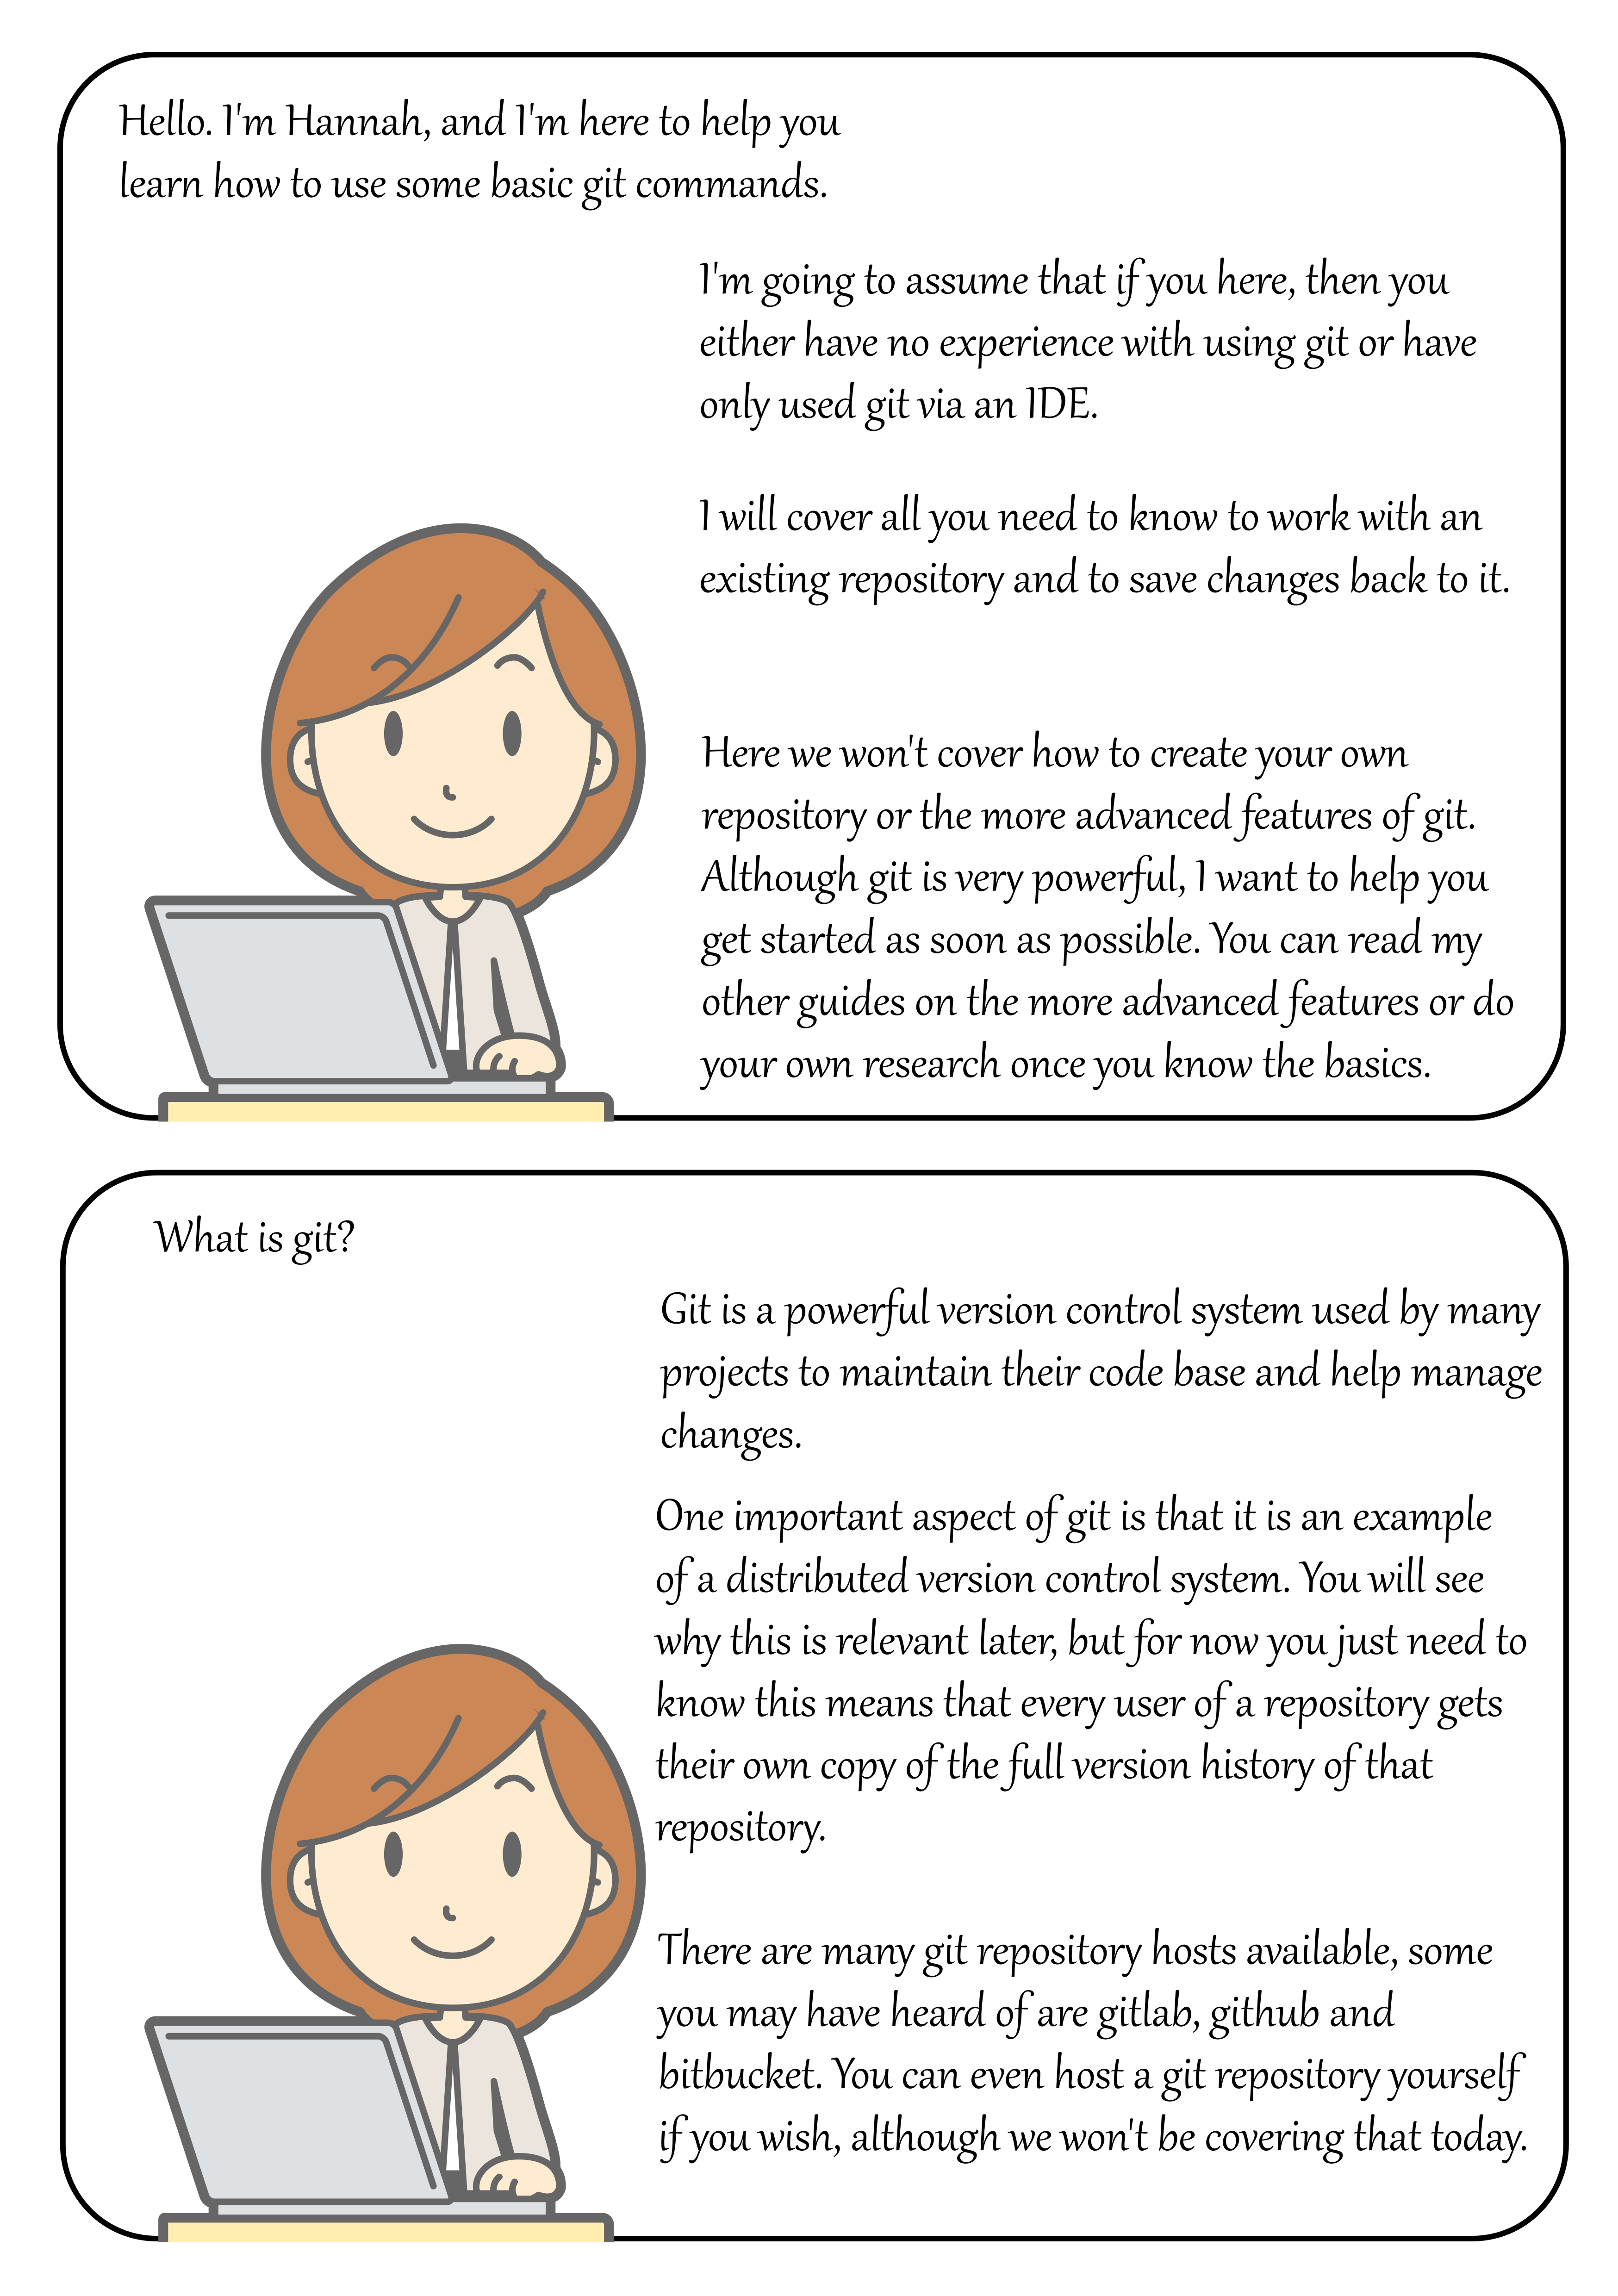 Hello. I'm Hannah, and I'm here to help you
learn how to use some basic git commands.
I'm going to assume that if you here, then you
either have no experience with using git or have
only used git via an IDE.
I will cover all you need to know to work with an
existing repository and to save changes back to it.
Here we won't cover how to create your own
repository or the more advanced features of git.
Although git is very powerful, I want to help you
get started as soon as possible. You can read my
other guides on the more advanced features or do
your own research once you know the basics.
What is git?
Git is a powerful version control system used by many
projects to maintain their code base and help manage
changes.
One important aspect of git is that it is an example
of a distributed version control system. You will see
why this is relevant later, but for now you just need to
know this means that every user of a repository gets
their own copy of the full version history of that
repository.
There are many git repository hosts available, some
you may have heard of are gitlab, github and
bitbucket. You can even host a git repository yourself
if you wish, although we won't be covering that today.